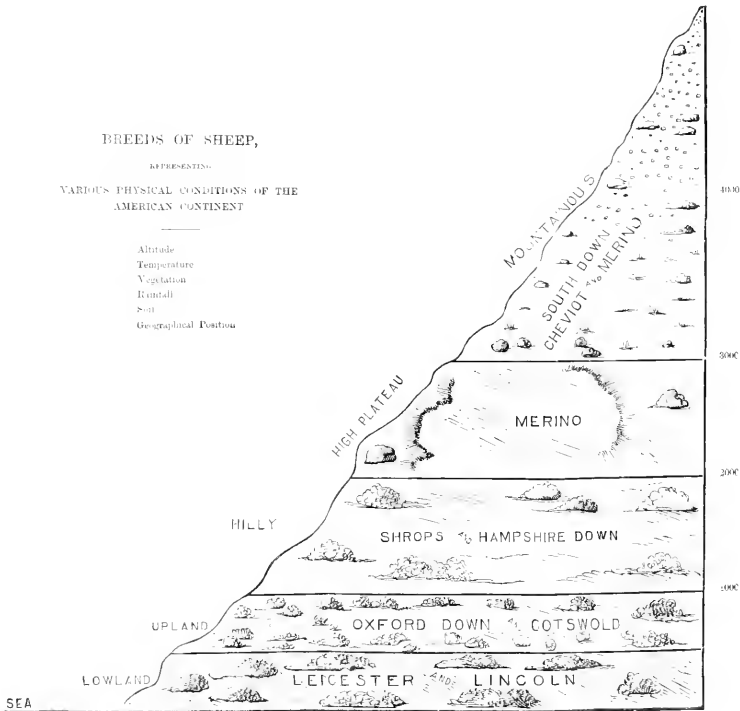 BREEDS OF SHEEP,
REPRESENTING
VARIOUS PHYSICAL CONDITIONS OF THE
AMERICAN CONTINENT
Altitude
Temperature
Vegetation
Rainfall
Soil
Geographical Position
MOUNTAINOUS
4000
SOUTH DOWN
CHEVIOT AND MERINO
3000
HIGH PLATEAU
MERINO
2000
HILLY
SHROPS & HAMPSHIRE DOWN
1000
UPLAND
OXFORD DOWN & COTSWOLD
LOWLAND
LEICESTER AND LINCOLN
SEA